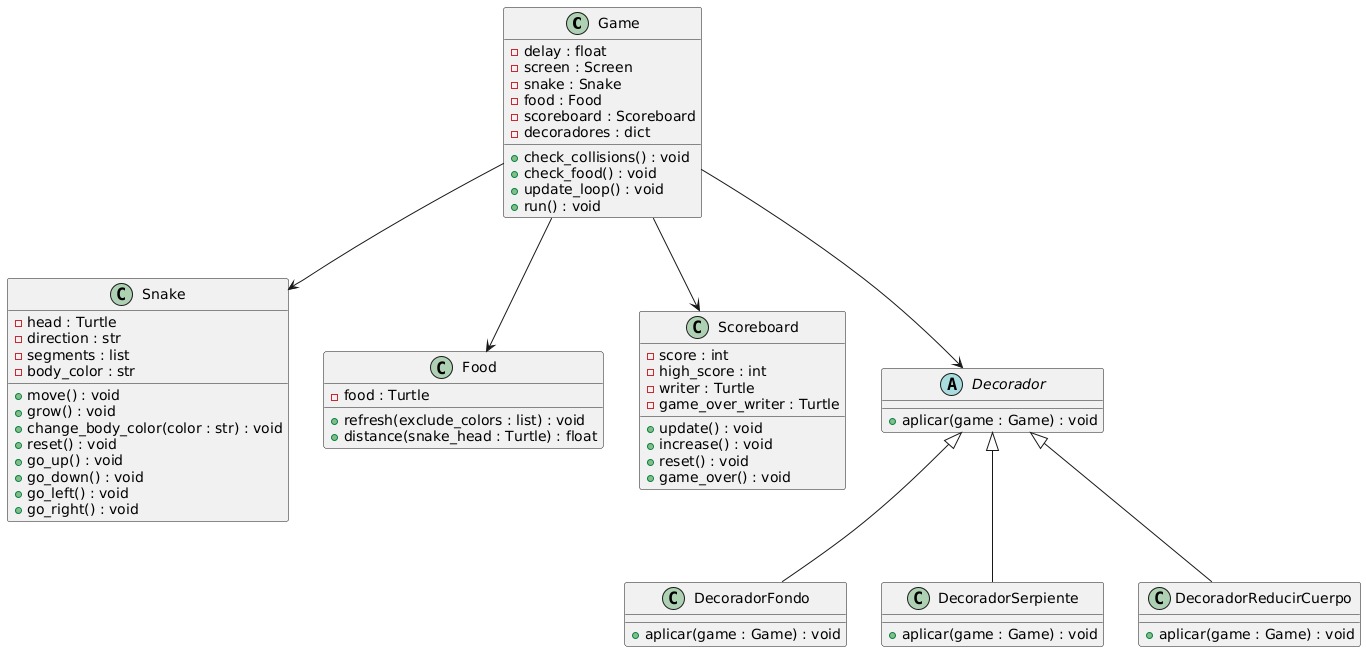 C Game
delay : float
screen : Screen
snake : Snake
food : Food
scoreboard : Scoreboard
decoradores : dict
check_collisions() : void
check_food() : void
update_loop() : void
run() : void
C Snake
head : Turtle
direction : str
segments : list
body_color : str
move() : void
grow() : void
change_body_color(color : str) : void
reset() : void
go_up() : void
go_down() : void
go_left() : void
go_right() : void
C Food
food : Turtle
refresh(exclude_colors : list) : void
distance(snake_head : Turtle) : float
C Scoreboard
score : int
high_score : int
writer : Turtle
game_over_writer : Turtle
update() : void
increase() : void
reset() : void
game_over() : void
A Decorador
aplicar(game : Game) : void
C DecoradorFondo
aplicar(game : Game) : void
C DecoradorSerpiente
aplicar(game : Game) : void
C DecoradorReducirCuerpo
aplicar(game : Game) : void